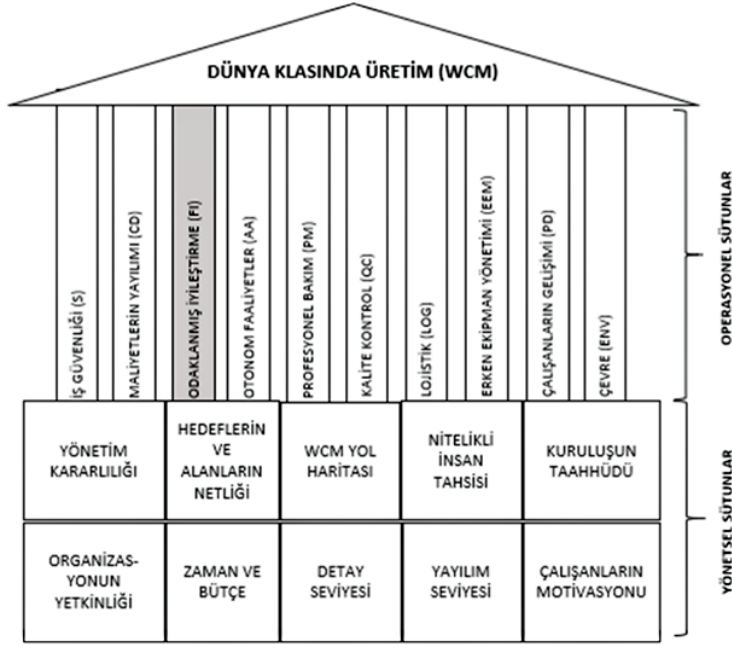 DÜNYA KLASINDA ÜRETİM (WCM)
İŞ GÜVENLİĞİ (S)
MALİYETLERİN YAYILIMI (CD)
ODAKLANMIŞ İYİLEŞTİRME (FI)
OTONOM FAALİYETLER (AA)
PROFESYONEL BAKIM (PM)
KALİTE KONTROL (QC)
LOJİSTİK (LOG)
ERKEN EKİPMAN YÖNETİMİ (EEM)
ÇALIŞANLARIN GELİŞİMİ (PD)
ÇEVRE (ENV)
OPERASYONEL SÜTUNLAR
YÖNETİM
KARARLILIĞI
HEDEFLERİN
VE
ALANLARIN
NETLİĞİ
WCM YOL
HARİTASI
NİTELİKLİ
İNSAN
TAHSİSİ
KURULUŞUN
TAAHHÜDÜ
ORGANİZAS-
YONUN
YETKİNLİĞİ
ZAMAN VE
BÜTÇE
DETAY
SEVİYESİ
YAYILIM
SEVİYESİ
ÇALIŞANLARIN
MOTİVASYONU
YÖNETSEL SÜTUNLAR